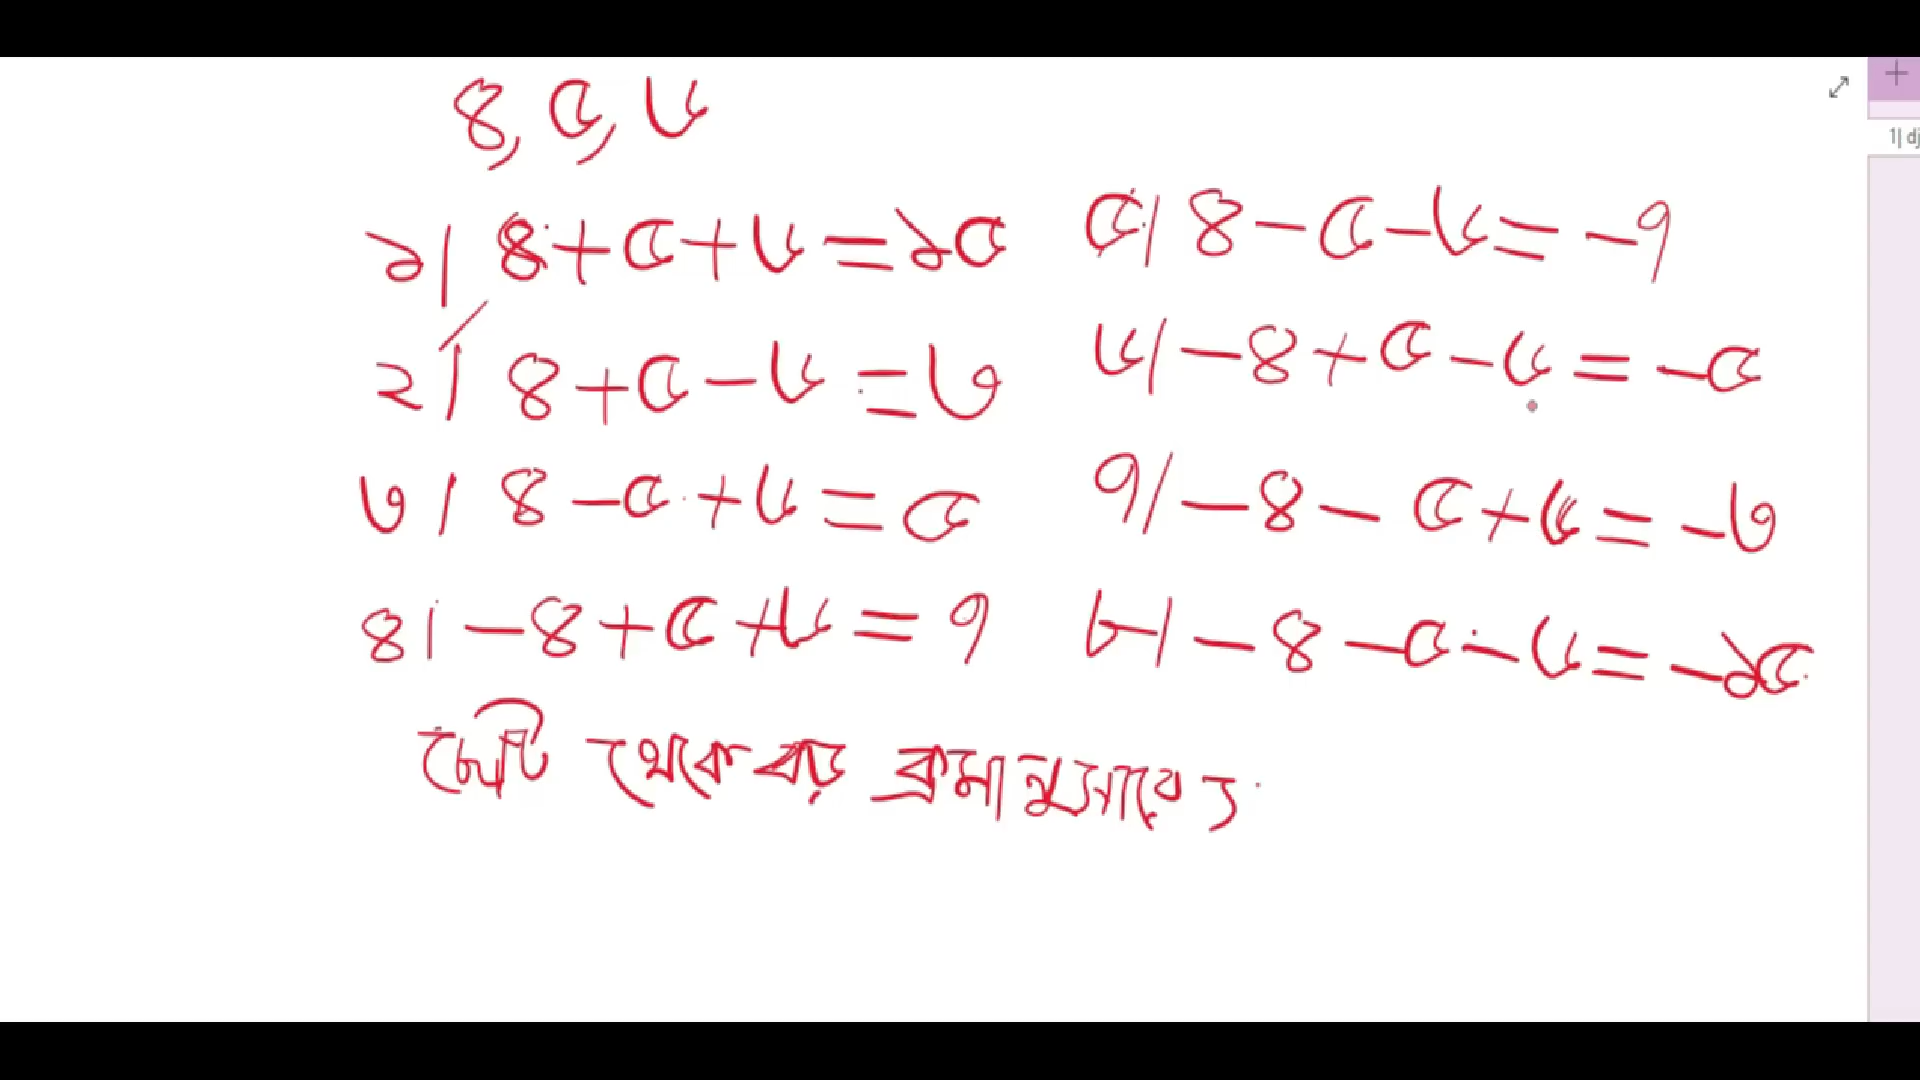 ৪, ৫, ৬
১| ৪+৫+৬=১৫
২| ৪+৫-৬=৩
৩| ৪-৫+৬=৫
৪| -৪+৫+৬=৭
৫| ৪-৫-৬=-৭
৬| -৪+৫-৬=-৫
৭| -৪-৫+৬=-৩
৮| -৪-৫-৬=-১৫
ছোট থেকে বড় ক্রমানুসারে
1| dj